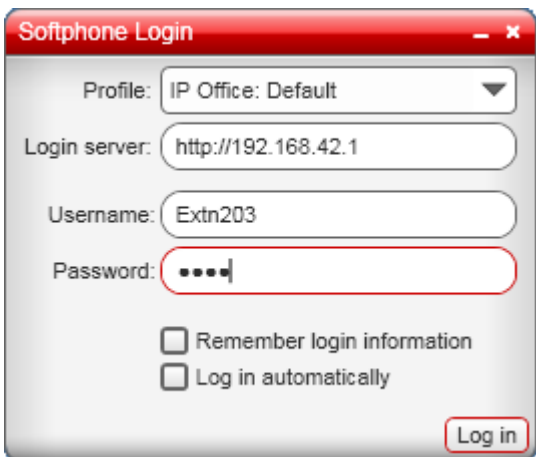 Softphone Login
Profile: IP Office: Default
Login server: http://192.168.42.1
Username: Extn203
Password: ●●●●
Remember login information
Log in automatically
Log in